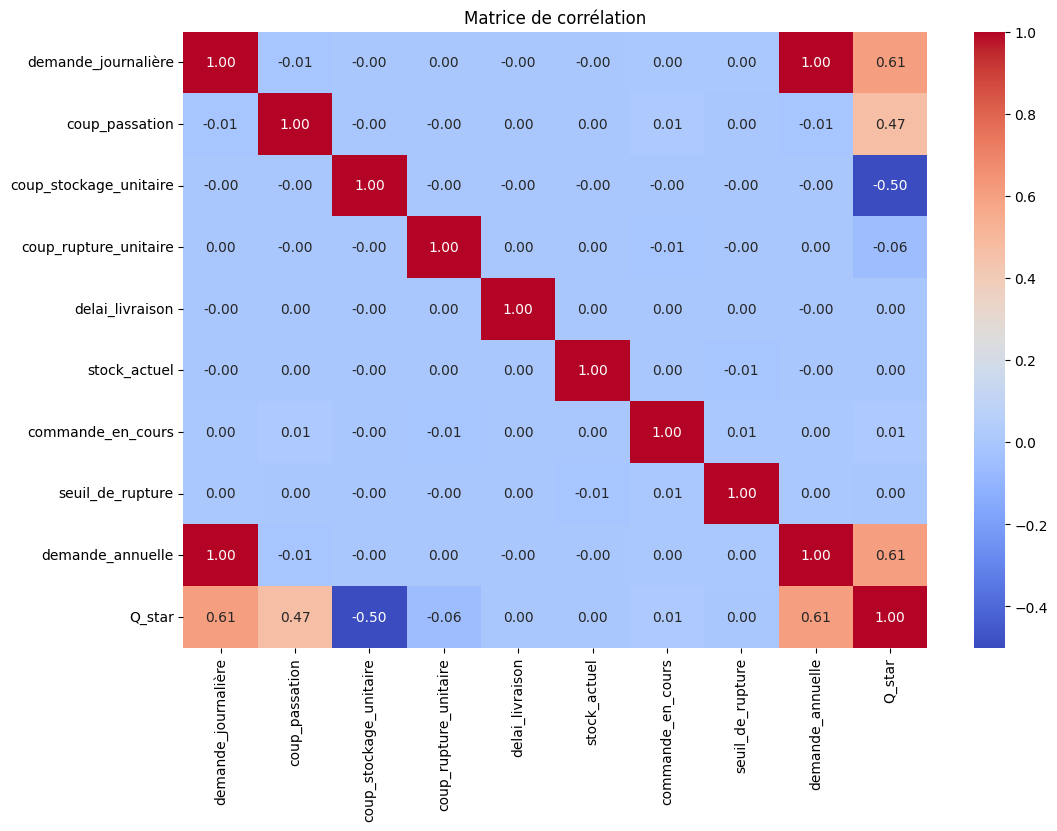 Matrice de corrélation
demande_journalière 1.00 -0.01 -0.00 0.00 -0.00 -0.00 0.00 0.00 1.00 0.61
coup_passation -0.01 1.00 -0.00 -0.00 0.00 0.00 0.01 0.00 -0.01 0.47
coup_stockage_unitaire -0.00 -0.00 1.00 -0.00 -0.00 -0.00 -0.00 -0.00 -0.00 -0.50
coup_rupture_unitaire 0.00 -0.00 -0.00 1.00 0.00 0.00 -0.01 -0.00 0.00 -0.06
delai_livraison -0.00 0.00 -0.00 0.00 1.00 0.00 0.00 0.00 -0.00 0.00
stock_actuel -0.00 0.00 -0.00 0.00 0.00 1.00 0.00 -0.01 -0.00 0.00
commande_en_cours 0.00 0.01 -0.00 -0.01 0.00 0.00 1.00 0.01 0.00 0.01
seuil_de_rupture 0.00 0.00 -0.00 -0.00 0.00 -0.01 0.01 1.00 0.00 0.00
demande_annuelle 1.00 -0.01 -0.00 0.00 -0.00 -0.00 0.00 0.00 1.00 0.61
Q_star 0.61 0.47 -0.50 -0.06 0.00 0.00 0.01 0.00 0.61 1.00
demande_journalière
coup_passation
coup_stockage_unitaire
coup_rupture_unitaire
delai_livraison
stock_actuel
commande_en_cours
seuil_de_rupture
demande_annuelle
Q_star
1.0
0.8
0.6
0.4
0.2
0.0
−0.2
−0.4